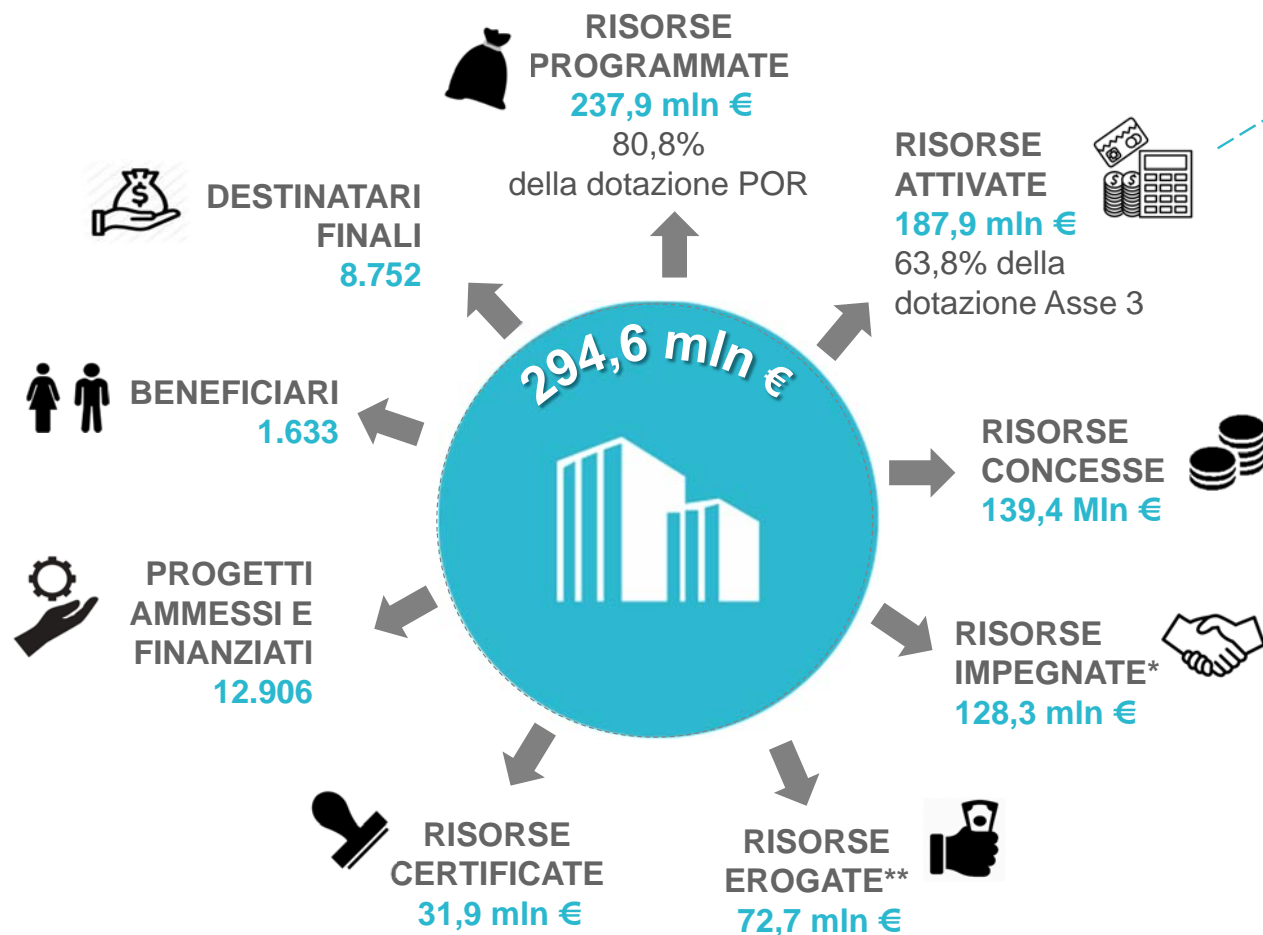 RISORSE
PROGRAMMATE
237,9 mln €
80,8%
della dotazione POR
RISORSE
ATTIVATE
187,9 mln €
63,8% della
dotazione Asse 3
DESTINATARI
FINALI
8.752
294,6 mln €
BENEFICIARI
1.633
RISORSE
CONCESSE
139,4 Mln €
PROGETTI
AMMESSI E
FINANZIATI
12.906
RISORSE
IMPEGNATE*
128,3 mln €
RISORSE
CERTIFICATE
31,9 mln €
RISORSE
EROGATE**
72,7 mln €